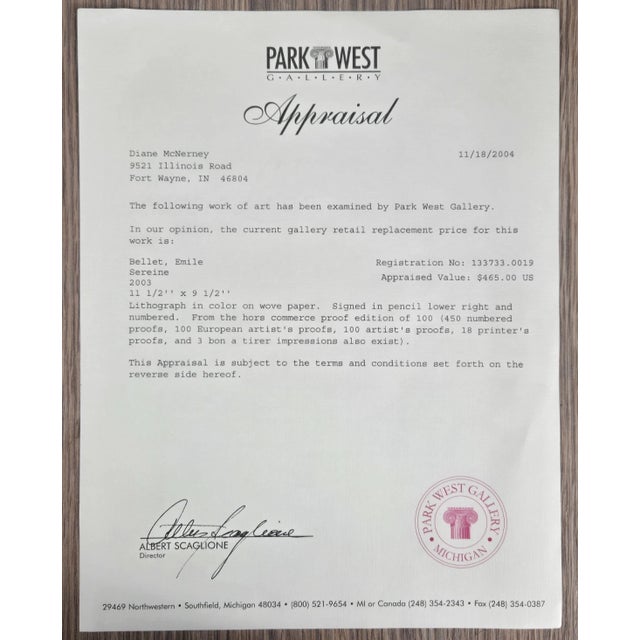 PARK WEST
G·A·L·L·E·R·Y
Appraisal
Diane McNerney 11/18/2004
9521 Illinois Road
Fort Wayne, IN 46804
The following work of art has been examined by Park West Gallery.
In our opinion, the current gallery retail replacement price for this
work is:
Bellet, Emile Registration No: 133733.0019
Sereine Appraised Value: $465.00 US
2003
11 1/2'' x 9 1/2''
Lithograph in color on wove paper. Signed in pencil lower right and
numbered. From the hors commerce proof edition of 100 (450 numbered
proofs, 100 European artist's proofs, 100 artist's proofs, 18 printer's
proofs, and 3 bon a tirer impressions also exist).
This Appraisal is subject to the terms and conditions set forth on the
reverse side hereof.
Albert Scaglione
ALBERT SCAGLIONE
Director
PARK WEST GALLERY
MICHIGAN
29469 Northwestern • Southfield, Michigan 48034 • (800) 521-9654 • MI or Canada (248) 354-2343 • Fax (248) 354-0387